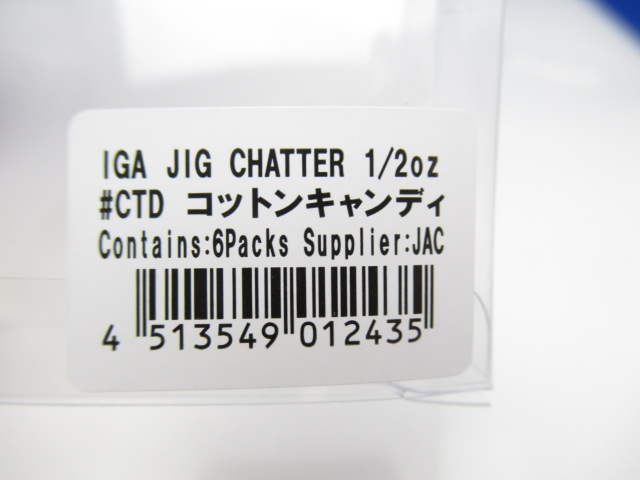 IGA JIG CHATTER 1/2oz
#CTD コットンキャンディ
Contains:6Packs Supplier:JAC
4 513549 012435